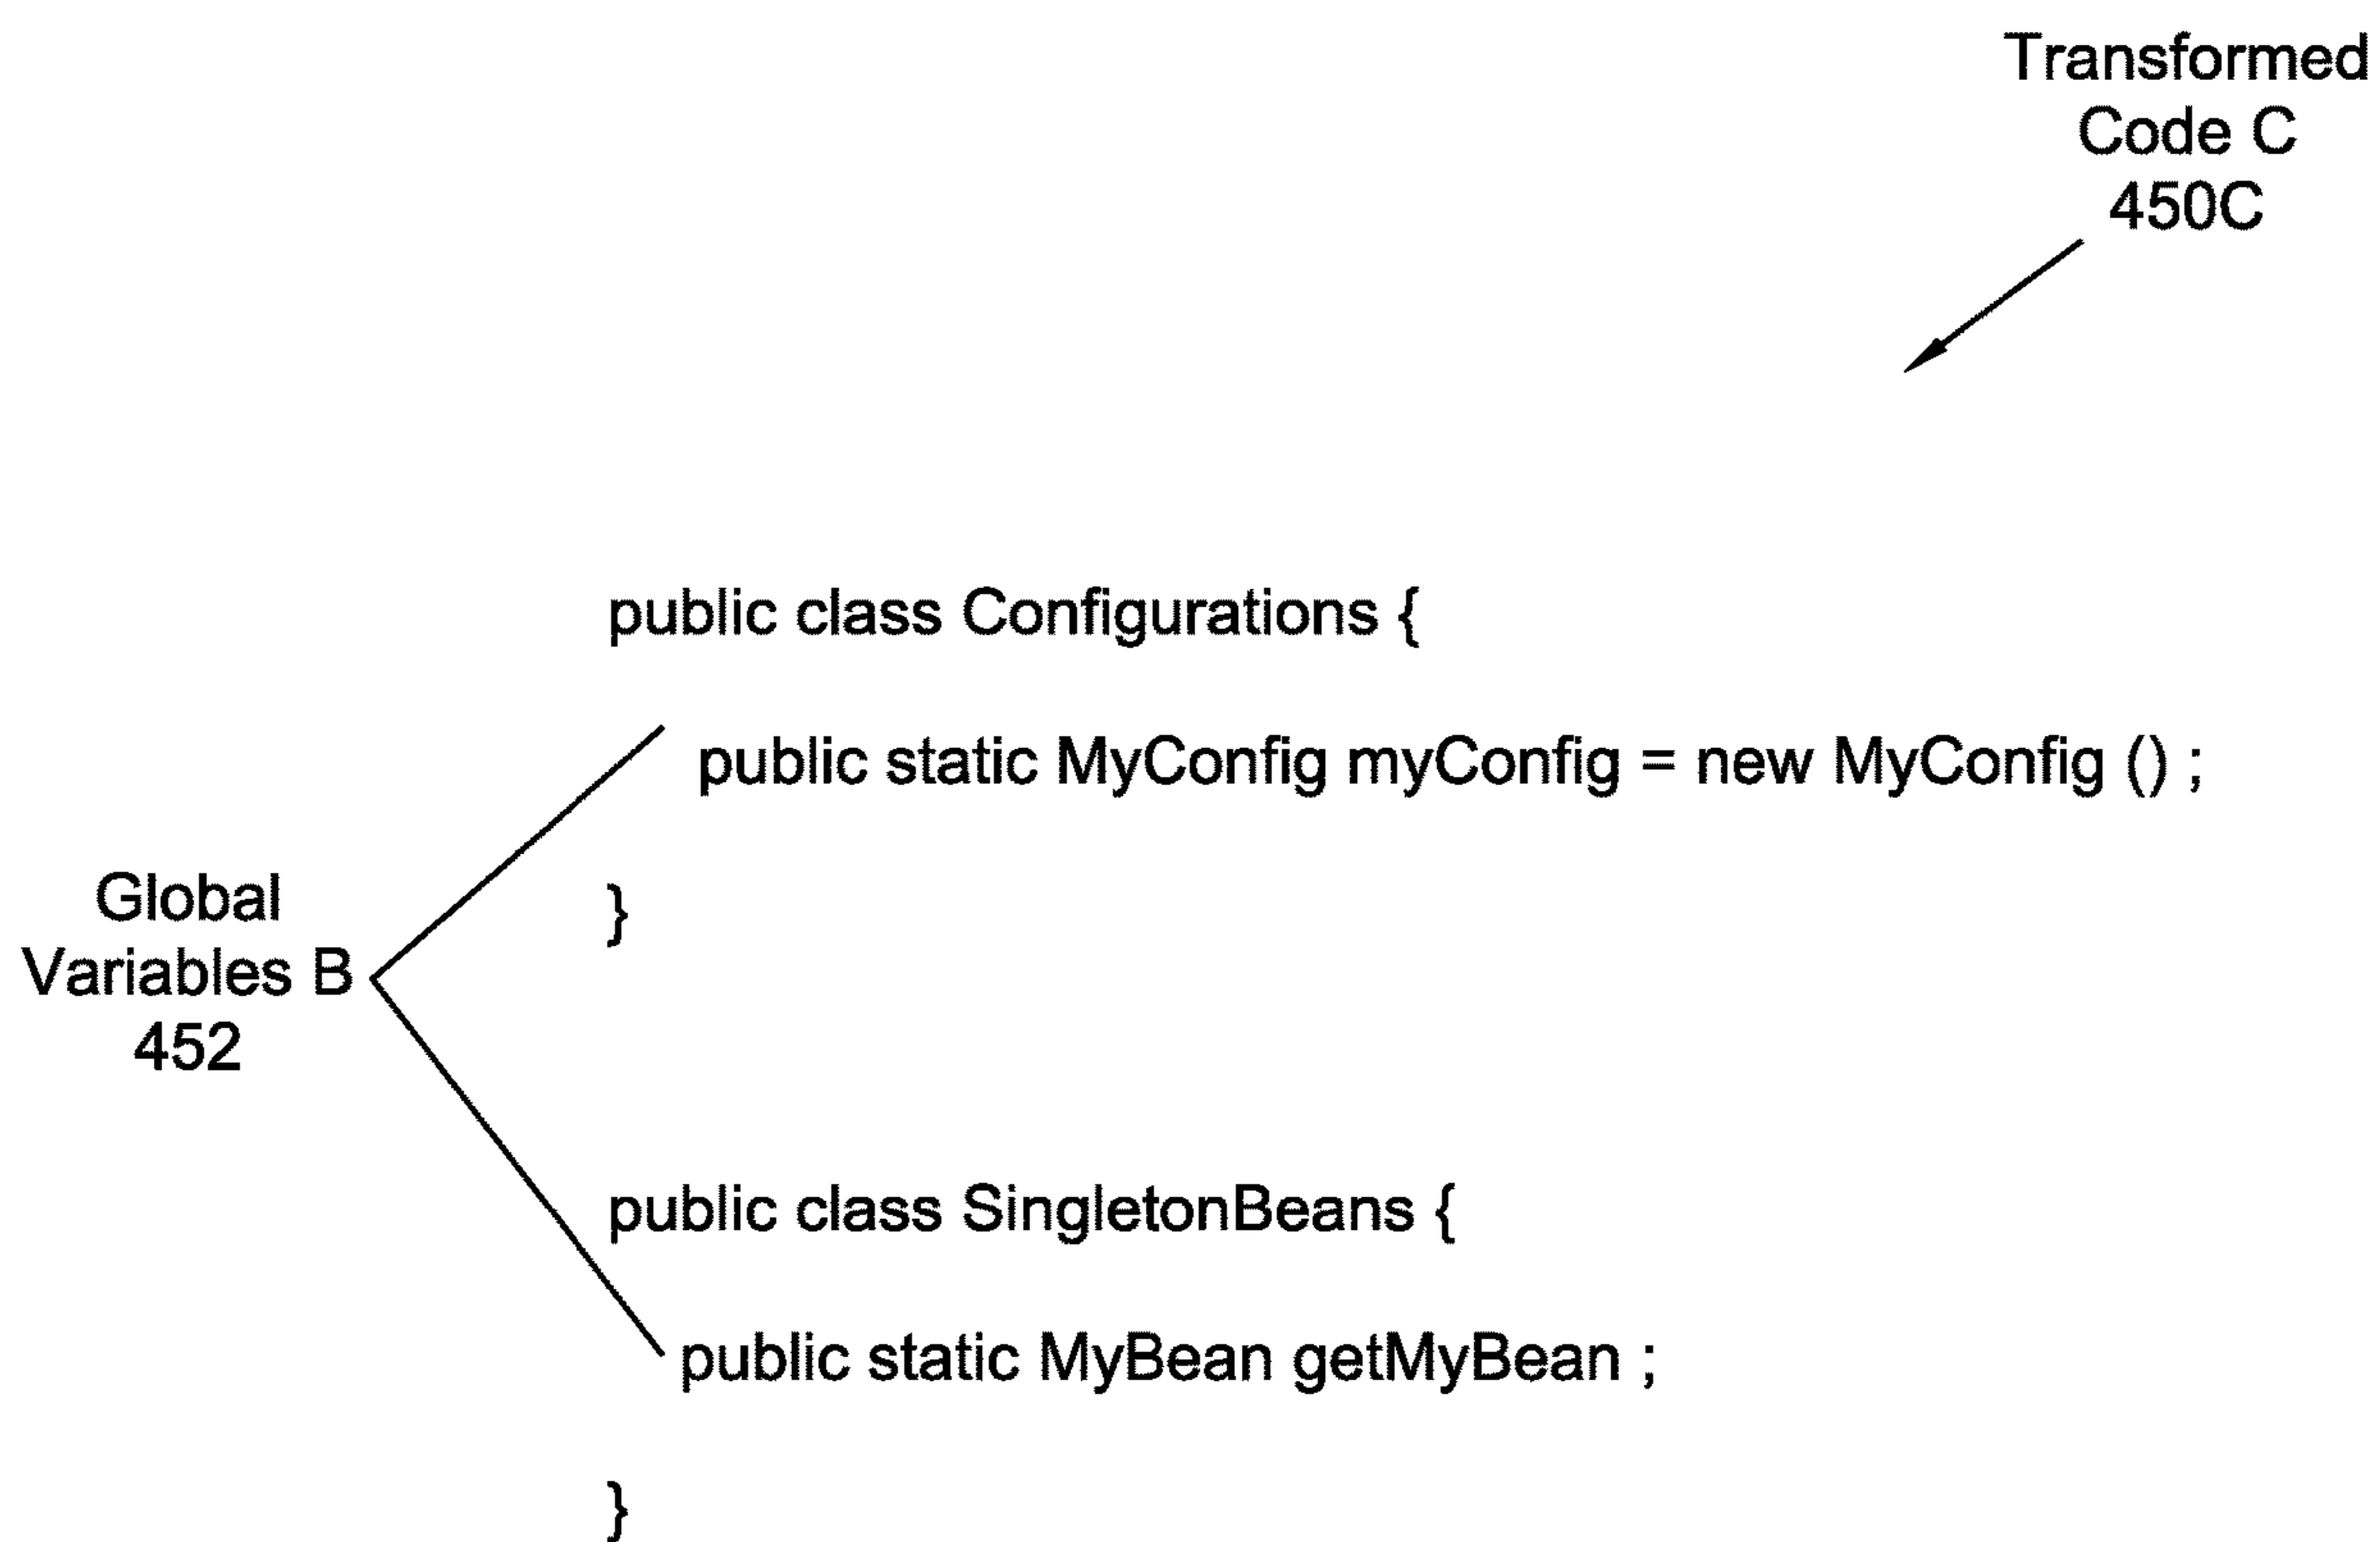 Transformed
Code C
450C
public class Configurations {
public static MyConfig myConfig = new MyConfig () ;
}
Global
Variables B
452
public class SingletonBeans {
public static MyBean getMyBean ;
}